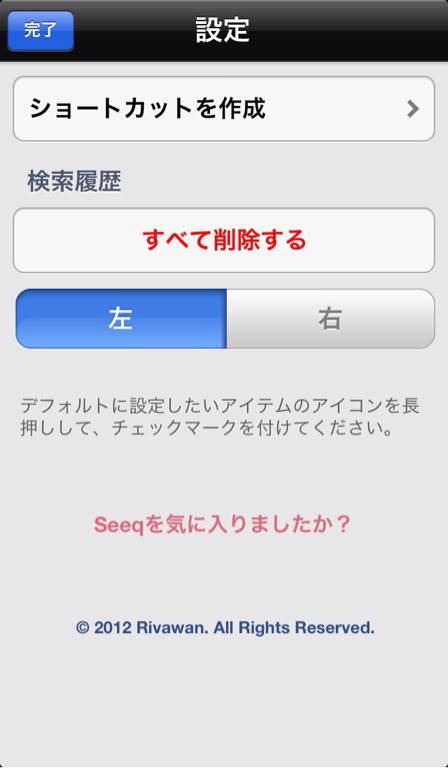 完了
設定
ショートカットを作成
検索履歴
すべて削除する
左
右
デフォルトに設定したいアイテムのアイコンを長
押しして、チェックマークを付けてください。
Seeqを気に入りましたか？
© 2012 Rivawan. All Rights Reserved.